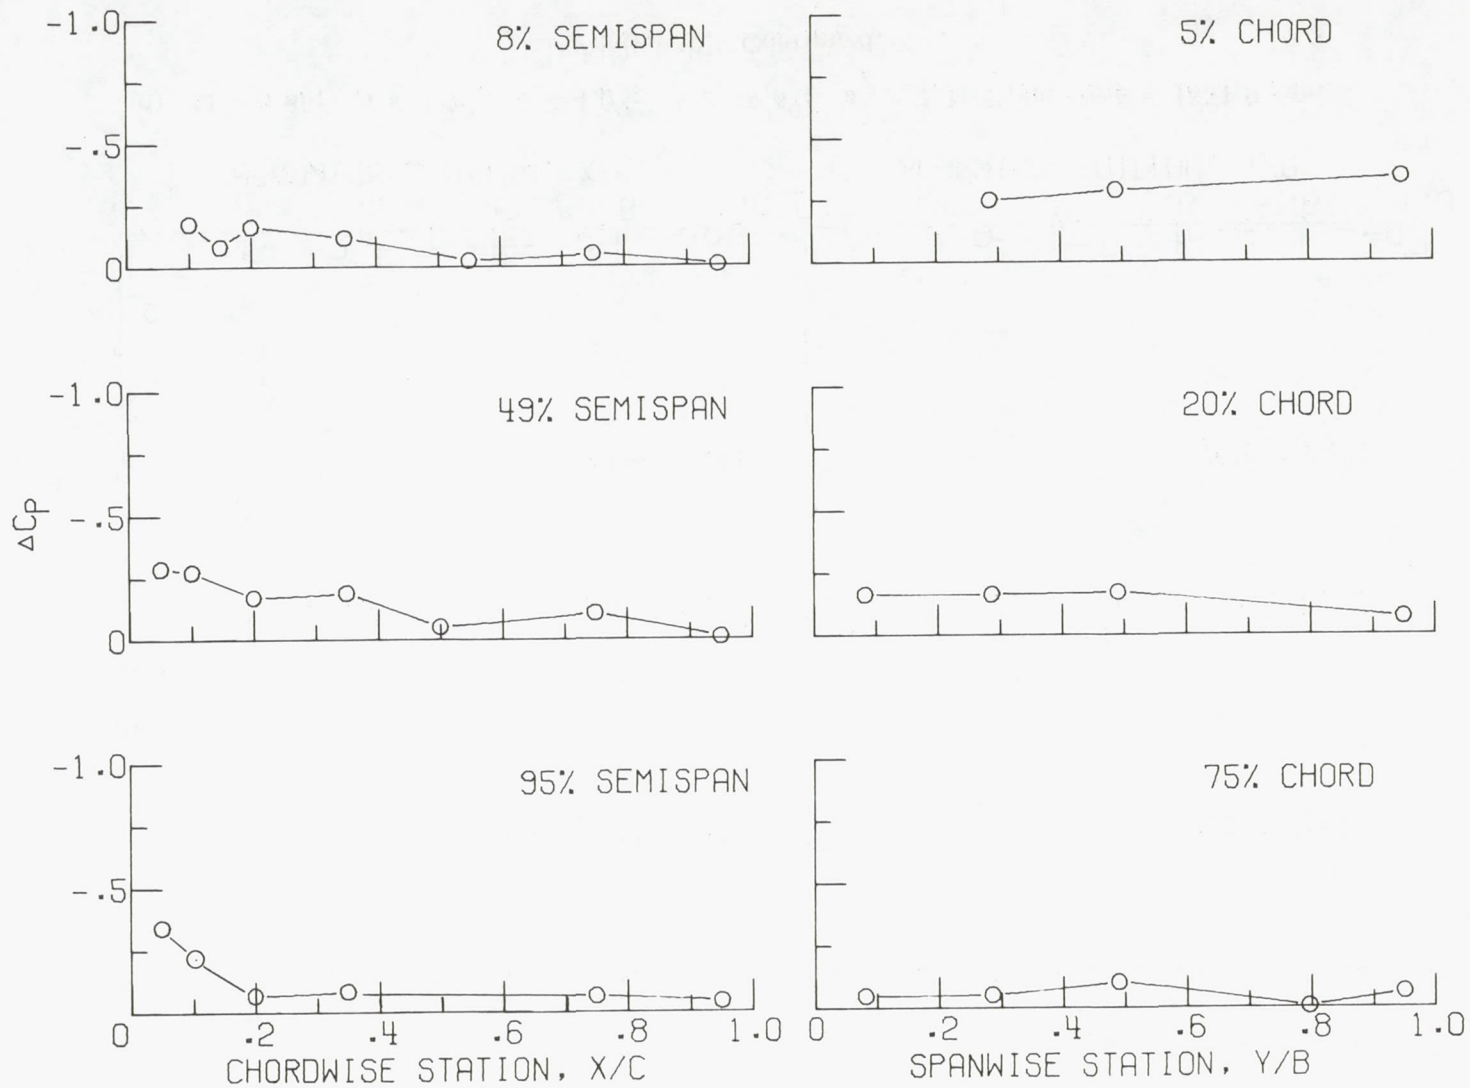 -1.0
8% SEMISPAN
-.5
0
5% CHORD
-1.0
49% SEMISPAN
ΔCp
-.5
0
20% CHORD
-1.0
95% SEMISPAN
-.5
75% CHORD
0 .2 .4 .6 .8 1.0
CHORDWISE STATION, X/C
0 .2 .4 .6 .8 1.0
SPANWISE STATION, Y/B